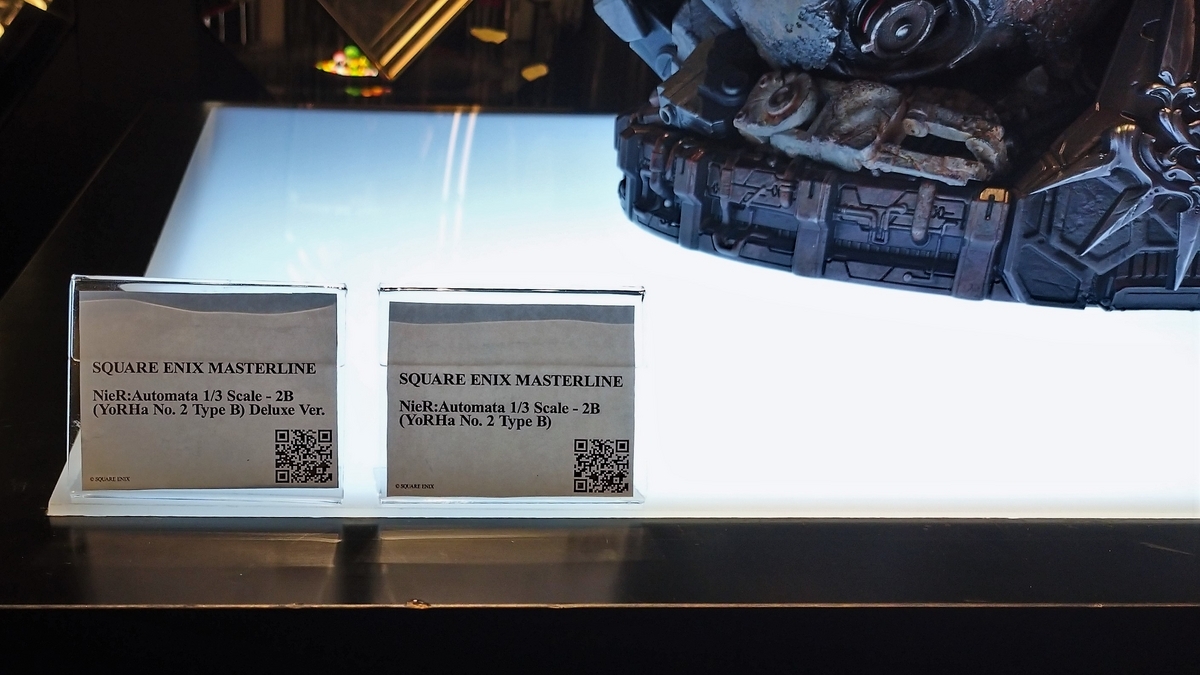 SQUARE ENIX MASTERLINE
NieR:Automata 1/3 Scale - 2B
(YoRHa No. 2 Type B) Deluxe Ver.
© SQUARE ENIX
SQUARE ENIX MASTERLINE
NieR:Automata 1/3 Scale - 2B
(YoRHa No. 2 Type B)
© SQUARE ENIX